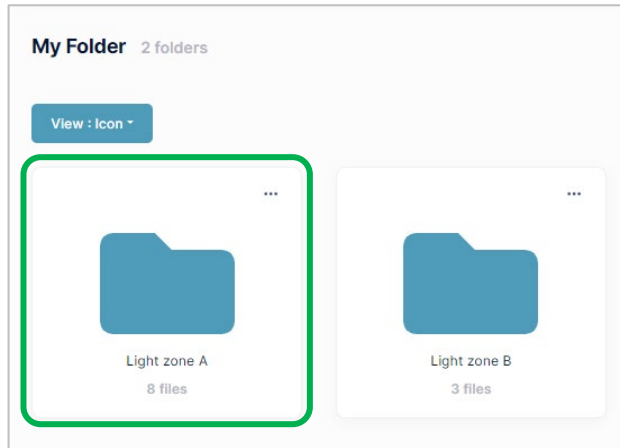 My Folder 2 folders
View : Icon
...
...
Light zone A
Light zone B
8 files
3 files